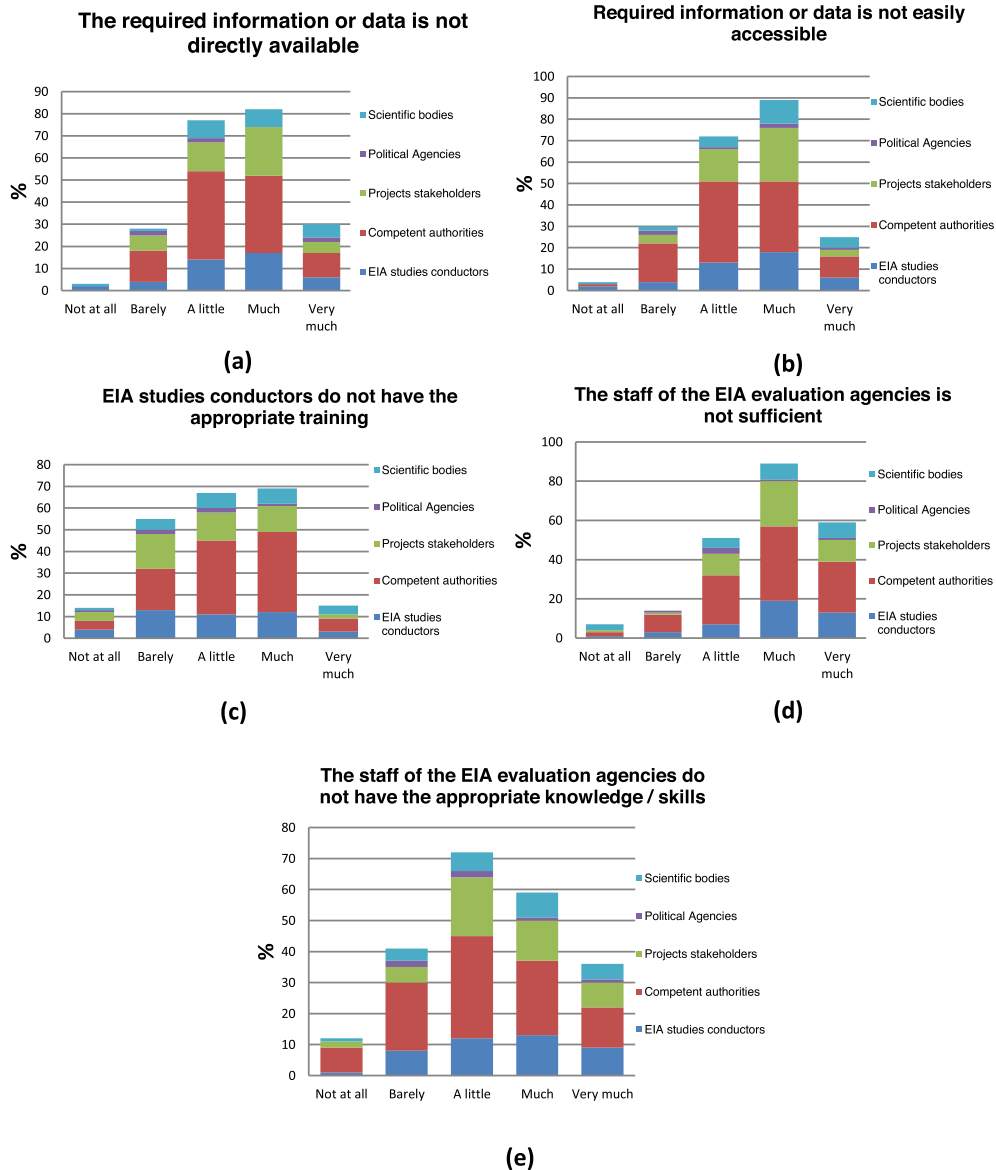 The required information or data is not
directly available
90
80
70
60
50
40
30
20
10
0
%
Not at all
Barely
A little
Much
Very
much
Scientific bodies
Political Agencies
Projects stakeholders
Competent authorities
EIA studies conductors
(a)
Required information or data is not easily
accessible
100
90
80
70
60
50
40
30
20
10
0
%
Not at all
Barely
A little
Much
Very
much
Scientific bodies
Political Agencies
Projects stakeholders
Competent authorities
EIA studies
conductors
(b)
EIA studies conductors do not have the
appropriate training
80
70
60
50
40
30
20
10
0
%
Not at all
Barely
A little
Much
Very
much
Scientific bodies
Political Agencies
Projects stakeholders
Competent authorities
EIA studies
conductors
(c)
The staff of the EIA evaluation agencies is
not sufficient
100
80
60
40
20
0
%
Not at all
Barely
A little
Much
Very
much
Scientific bodies
Political Agencies
Projects stakeholders
Competent authorities
EIA studies
conductors
(d)
The staff of the EIA evaluation agencies do
not have the appropriate knowledge / skills
80
70
60
50
40
30
20
10
0
%
Not at all
Barely
A little
Much
Very much
Scientific bodies
Political Agencies
Projects stakeholders
Competent authorities
EIA studies conductors
(e)